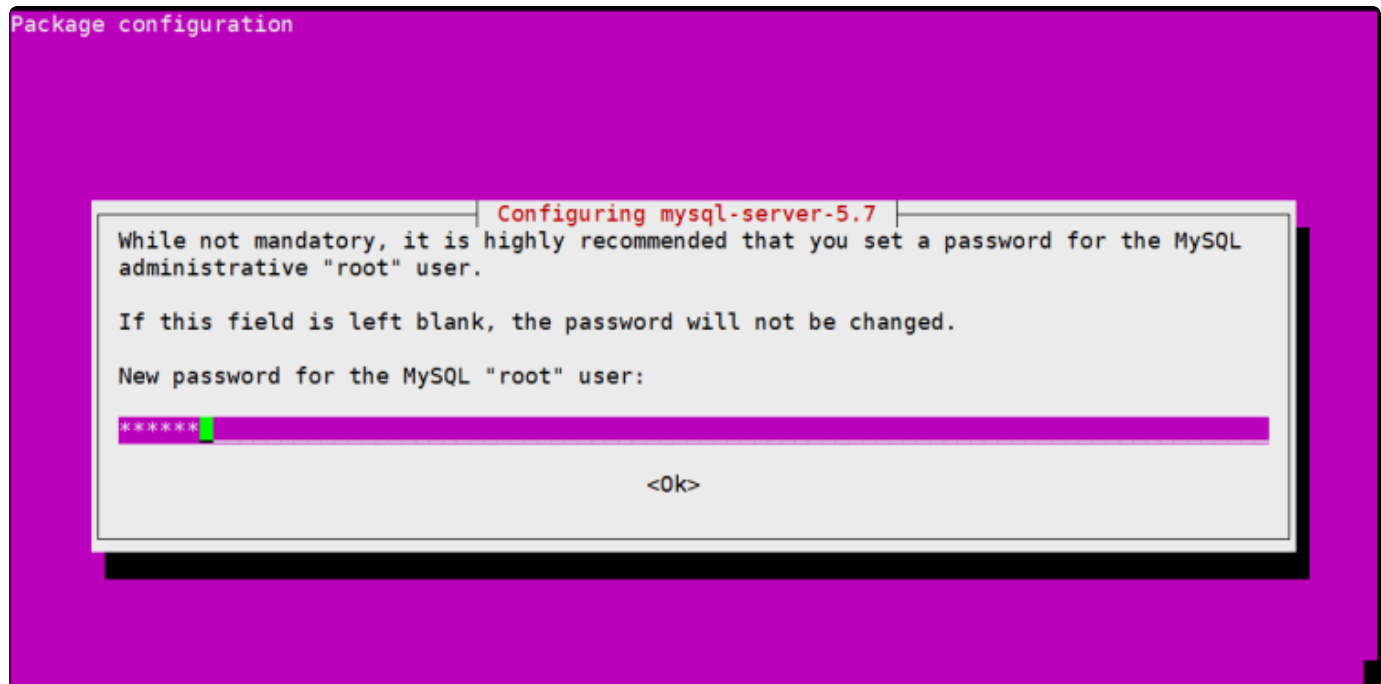 Package configuration
Configuring mysql-server-5.7
While not mandatory, it is highly recommended that you set a password for the MySQL
administrative "root" user.
If this field is left blank, the password will not be changed.
New password for the MySQL "root" user:
******
<Ok>